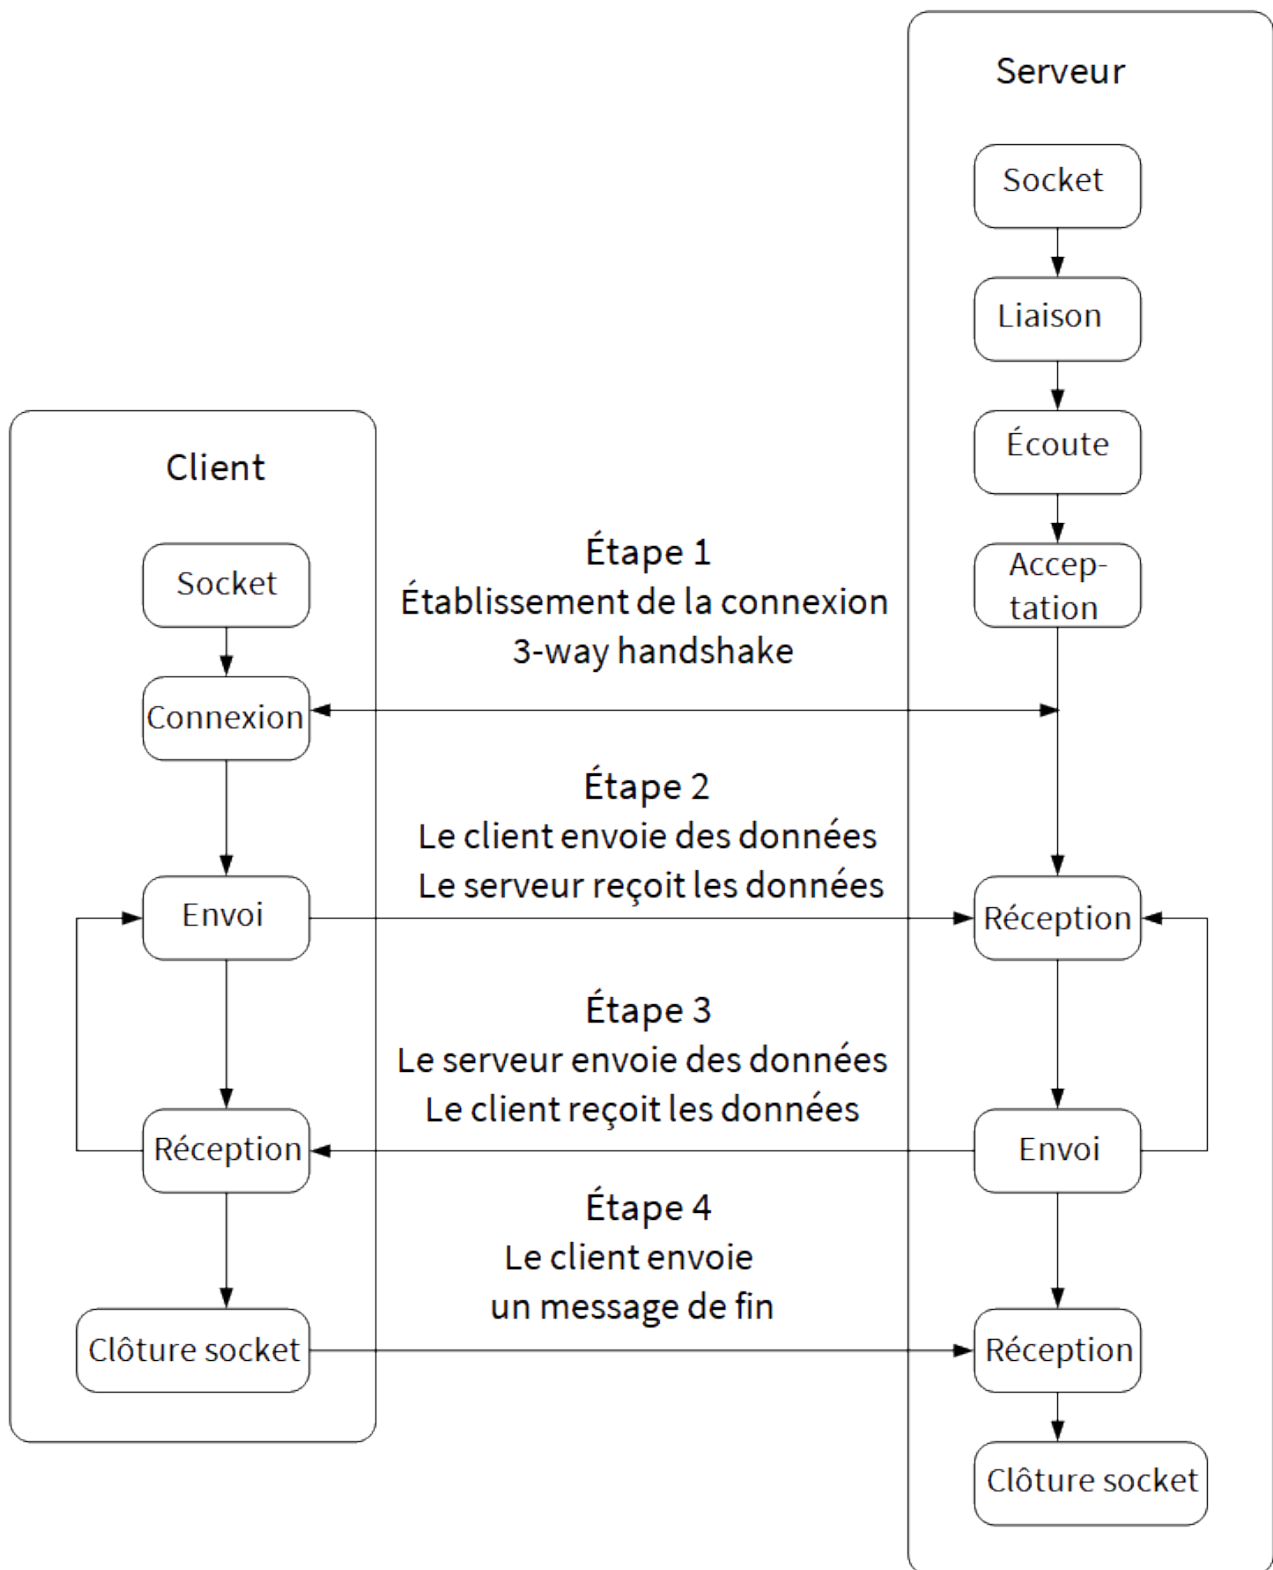 Serveur
Socket
Liaison
Écoute
Accep-
tation
Client
Socket
Connexion
Étape 1
Établissement de la connexion
3-way handshake
Étape 2
Le client envoie des données
Le serveur reçoit les données
Envoi
Réception
Étape 3
Le serveur envoie des données
Le client reçoit les données
Réception
Envoi
Étape 4
Le client envoie
un message de fin
Clôture socket
Réception
Clôture socket